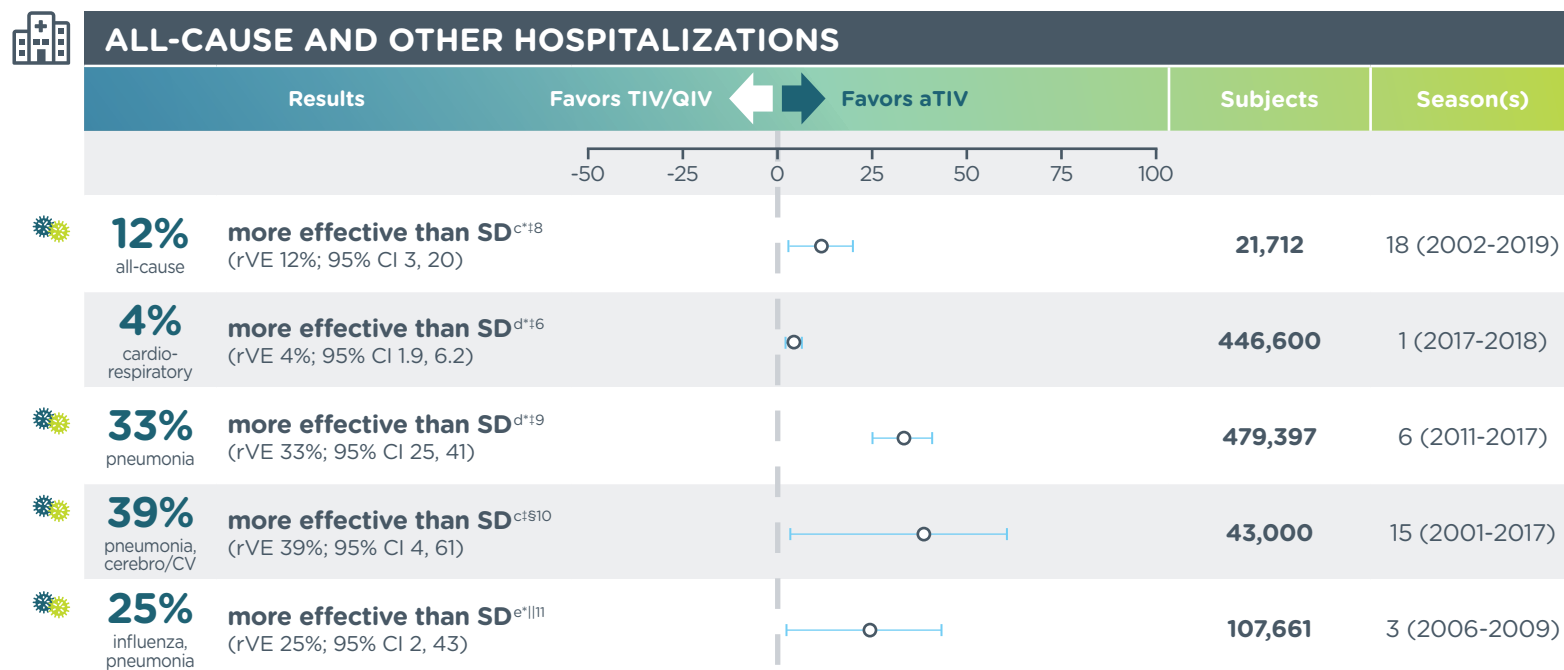 ALL-CAUSE AND OTHER HOSPITALIZATIONS
Results Favors TIV/QIV Favors aTIV Subjects Season(s)
-50 -25 0 25 50 75 100
12% all-cause
more effective than SDc*‡8
(rVE 12%; 95% CI 3, 20)
21,712 18 (2002-2019)
4%
cardio-
respiratory
more effective than SDd*‡6
(rVE 4%; 95% CI 1.9, 6.2)
446,600 1 (2017-2018)
33%
pneumonia
more effective than SDd*‡9
(rVE 33%; 95% CI 25, 41)
479,397 6 (2011-2017)
39%
pneumonia,
cerebro/CV
more effective than SDc‡§10
(rVE 39%; 95% CI 4, 61)
43,000 15 (2001-2017)
25%
influenza,
pneumonia
more effective than SDe*||11
(rVE 25%; 95% CI 2, 43)
107,661 3 (2006-2009)